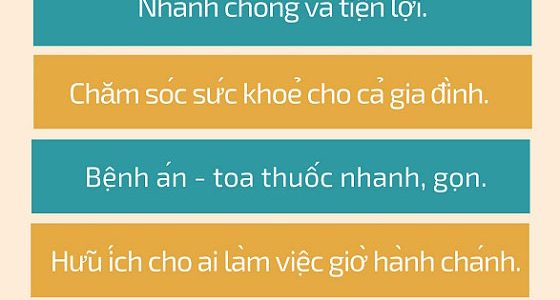 Nhanh chóng và tiện lợi.
Chăm sóc sức khoẻ cho cả gia đình.
Bệnh án - toa thuốc nhanh, gọn.
Hưũ ích cho ai làm việc giờ hành chánh.